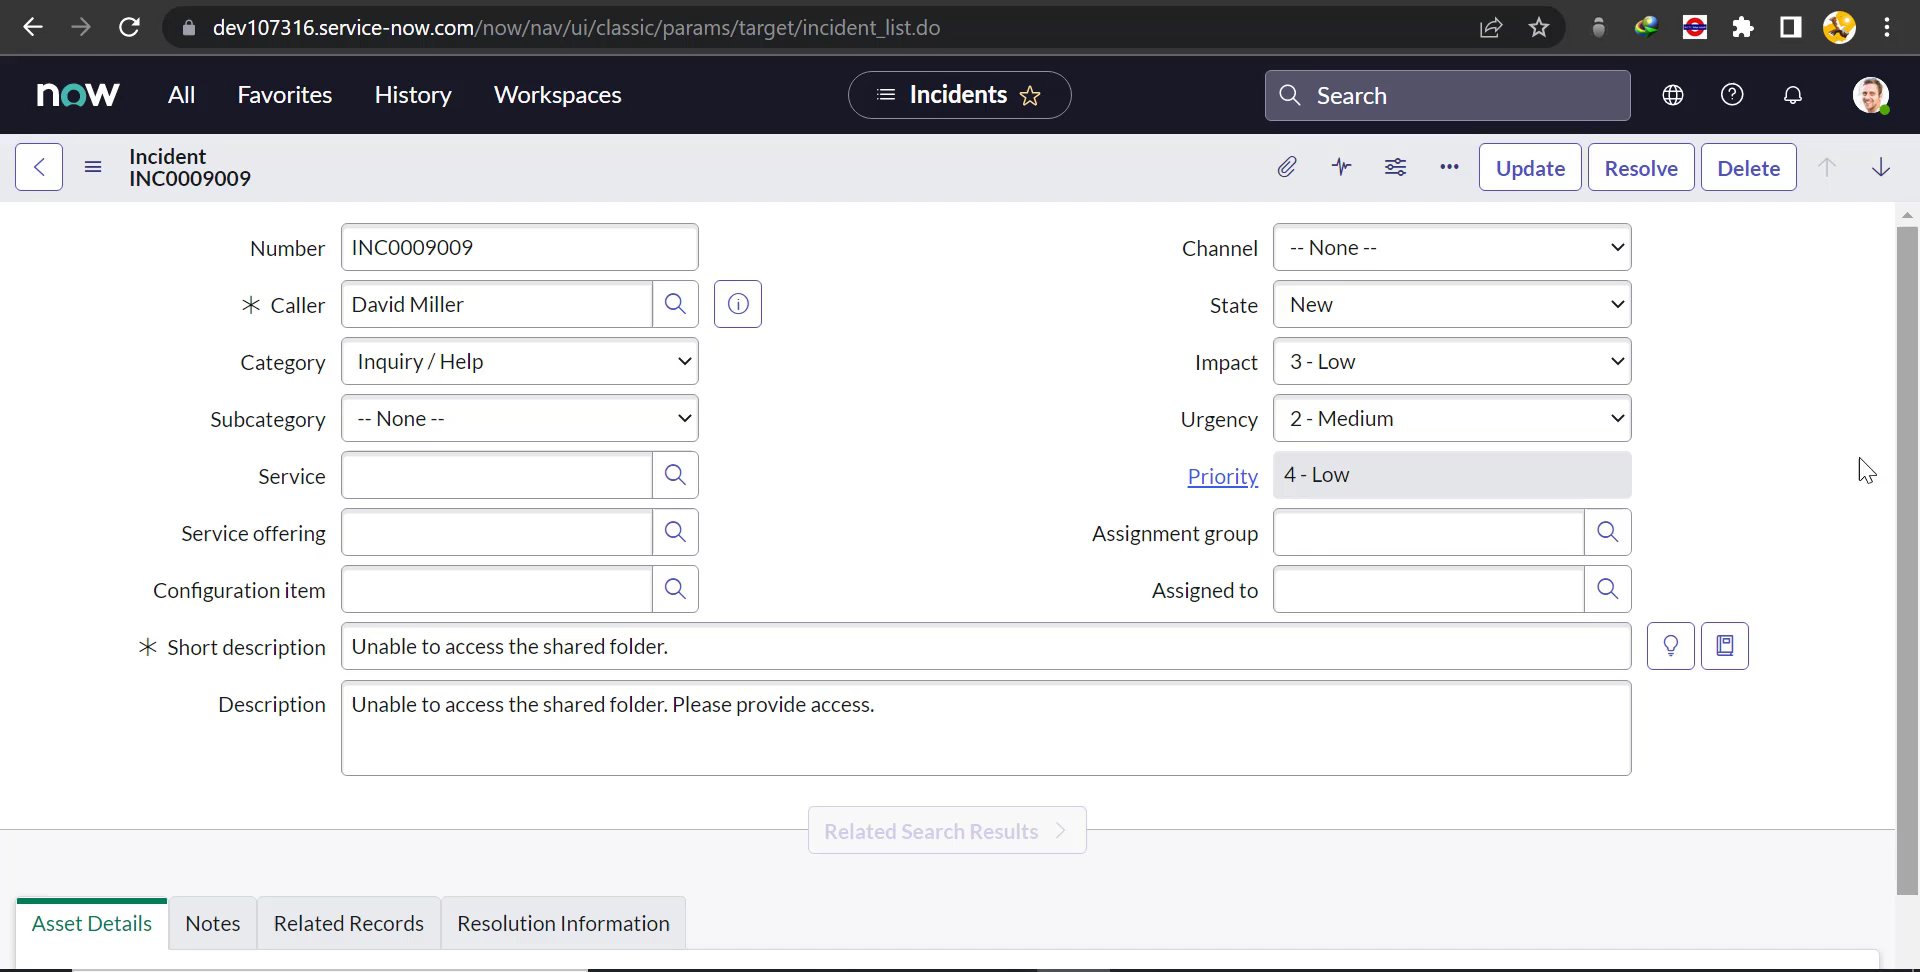 dev107316.service-now.com/now/nav/ui/classic/params/target/incident_list.do
now All Favorites History Workspaces Incidents Search
Incident
INC0009009
Update Resolve Delete
Number INC0009009 Channel -- None --
Caller David Miller State New
Category Inquiry / Help Impact 3 - Low
Subcategory -- None -- Urgency 2 - Medium
Service Priority 4 - Low
Service offering Assignment group
Configuration item Assigned to
Short description Unable to access the shared folder.
Description Unable to access the shared folder. Please provide access.
Related Search Results
Asset Details Notes Related Records Resolution Information